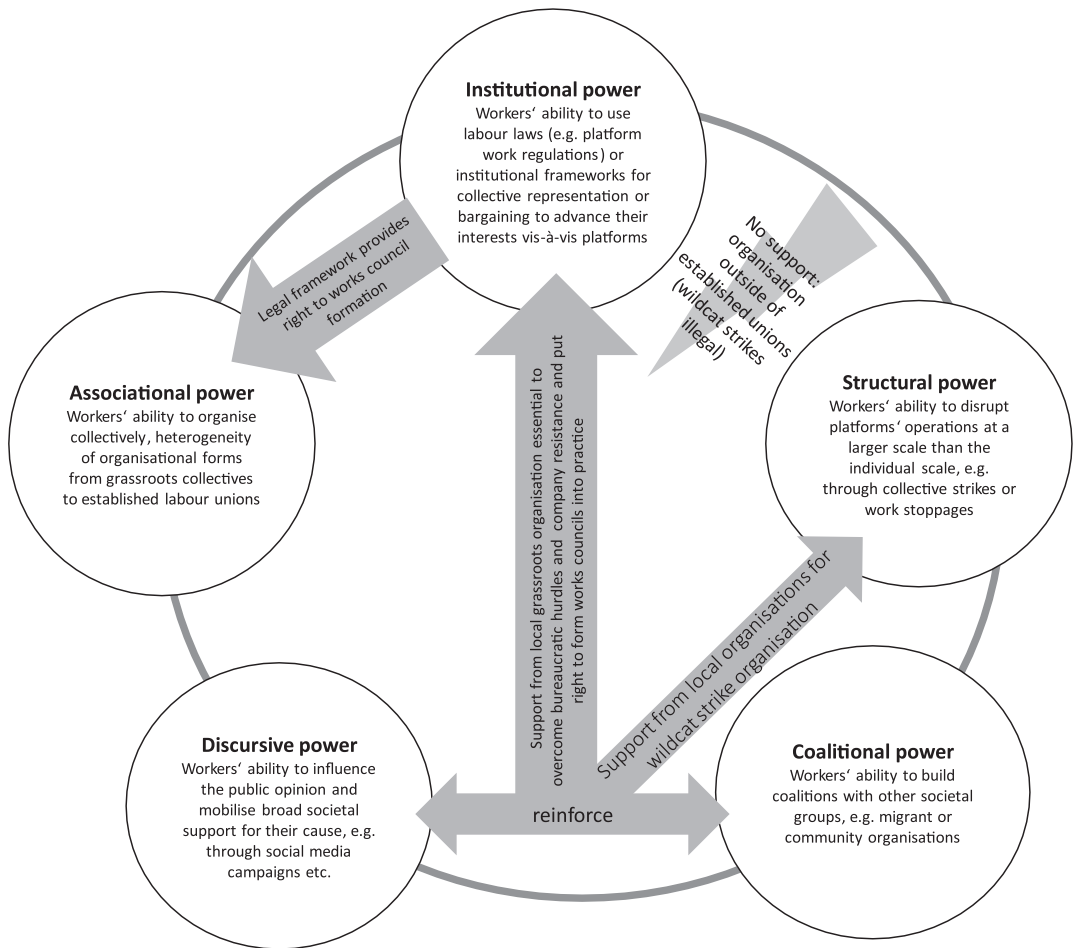 Institutional power
Workers‘ ability to use
labour laws (e.g. platform
work regulations) or
institutional frameworks for
collective representation or
bargaining to advance their
interests vis-à-vis platforms
Legal framework provides
right to works council
formation
No support:
organisation
outside of
established unions
(wildcat strikes
illegal)
Associational power
Workers‘ ability to organise
collectively, heterogeneity
of organisational forms
from grassroots collectives
to established labour unions
Structural power
Workers‘ ability to disrupt
platforms‘ operations at a
larger scale than the
individual scale, e.g.
through collective strikes or
work stoppages
Support from local grassroots organisation essential to
overcome bureaucratic hurdles and company resistance and put
right to form works councils into practice
Support from local organisations for
wildcat strike organisation
Discursive power
Workers‘ ability to influence
the public opinion and
mobilise broad societal
support for their cause, e.g.
through social media
campaigns etc.
reinforce
Coalitional power
Workers‘ ability to build
coalitions with other societal
groups, e.g. migrant or
community organisations